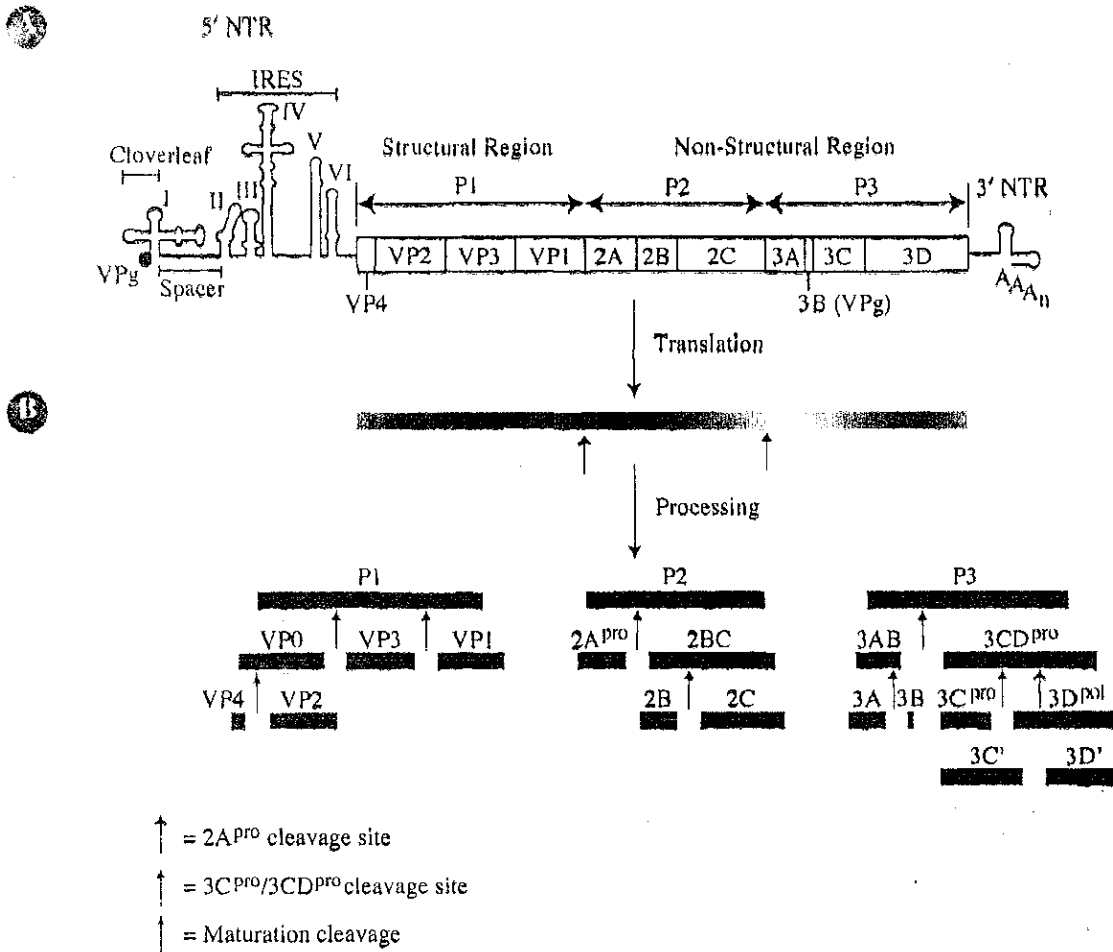 A
5' NTR
IRES
Cloverleaf
I
II
III
IV
V
VI
VPg
Spacer
Structural Region
Non-Structural Region
P1
P2
P3
3' NTR
VP2
VP3
VP1
2A
2B
2C
3A
3C
3D
VP4
3B (VPg)
AAAn
Translation
B
Processing
P1
P2
P3
VP0
VP3
VP1
2Apro
2BC
3AB
3CDpro
VP4
VP2
2B
2C
3A
3B
3Cpro
3Dpol
3C'
3D'
= 2Apro cleavage site
= 3Cpro/3CDpro cleavage site
= Maturation cleavage